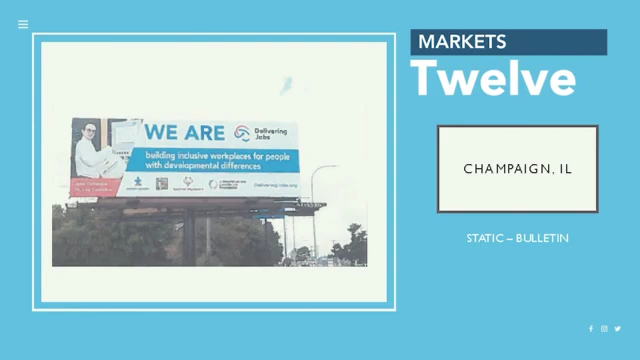 MARKETS
Twelve
CHAMPAIGN, IL
STATIC – BULLETIN
WE ARE
Delivering
Jobs
building inclusive workplaces for people
with developmental differences
DeliveringJobs.org